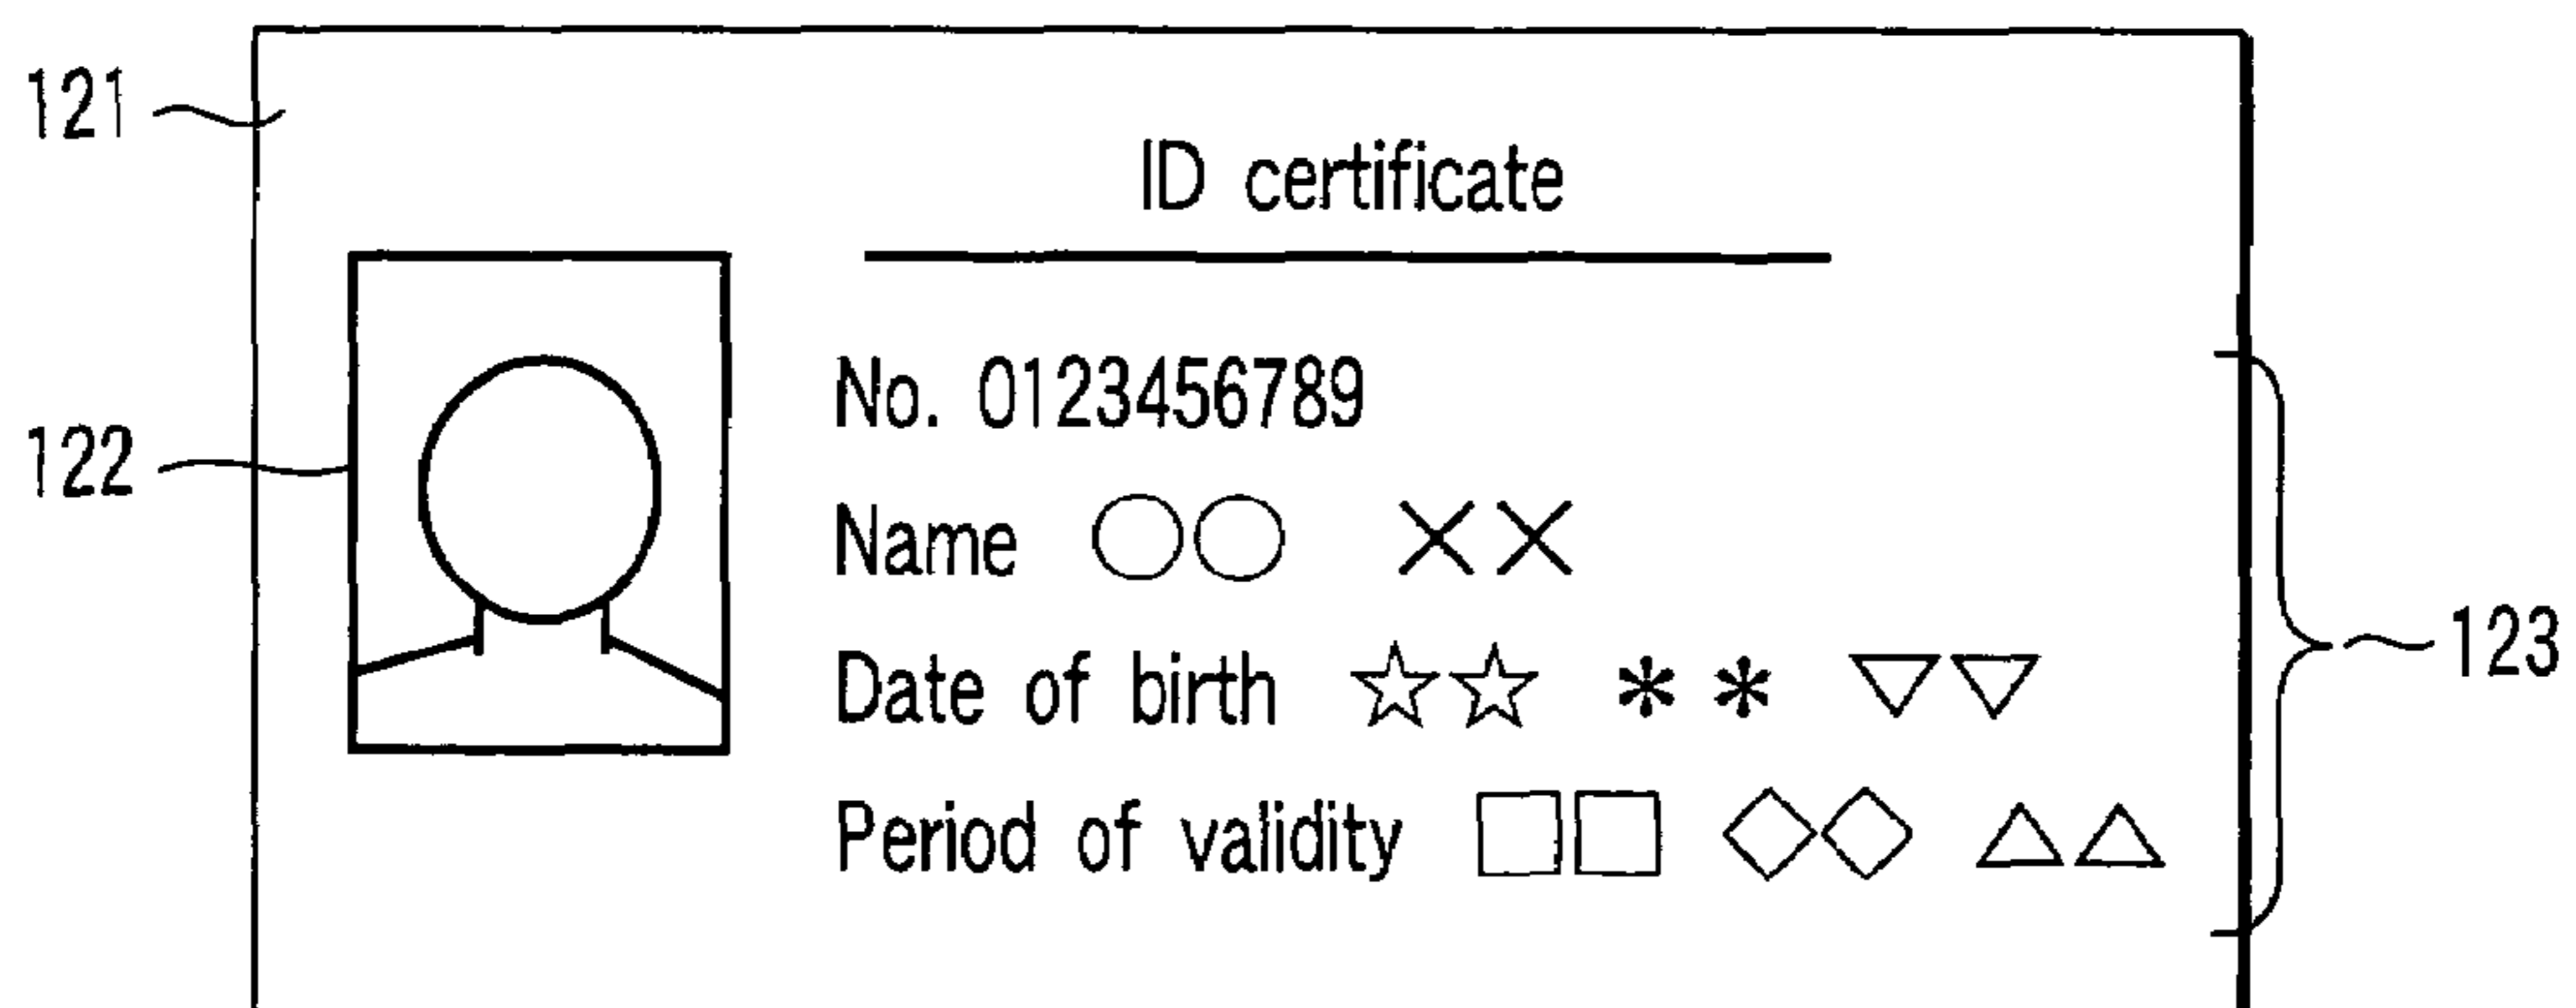 121
ID certificate
No. 0123456789
122
Name ○○ ××
Date of birth ☆☆ ** ▽▽
123
Period of validity □□ ◇◇ △△